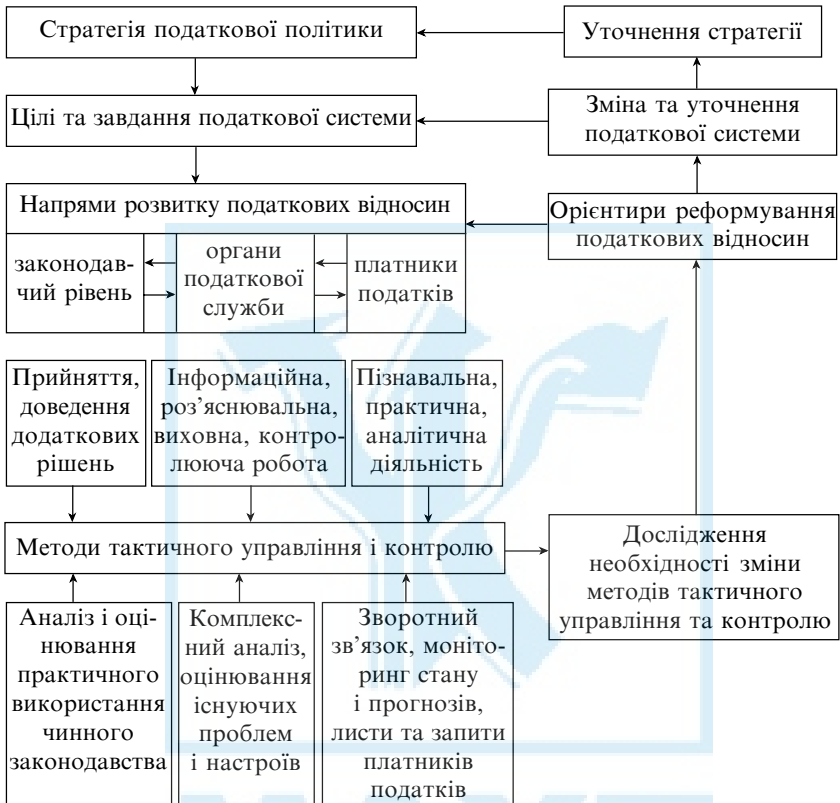 Стратегія податкової політики
Уточнення стратегії
Цілі та завдання податкової системи
Зміна та уточнення
податкової системи
Напрями розвитку податкових відносин
Орієнтири реформування
податкових відносин
законодав-
чий рівень
органи
податкової
служби
платники
податків
Прийняття,
доведення
додаткових
рішень
Інформаційна,
роз'яснювальна,
виховна, контро-
лююча робота
Пізнавальна,
практична,
аналітична
діяльність
Методи тактичного управління і контролю
Дослідження
необхідності зміни
методів тактичного
управління та контролю
Аналіз і оці-
нювання
практичного
використання
чинного
законодавства
Комплекс-
ний аналіз,
оцінювання
існуючих
проблем
і настроїв
Зворотний
зв'язок, моніто-
ринг стану
і прогнозів,
листи та запити
платників
податків